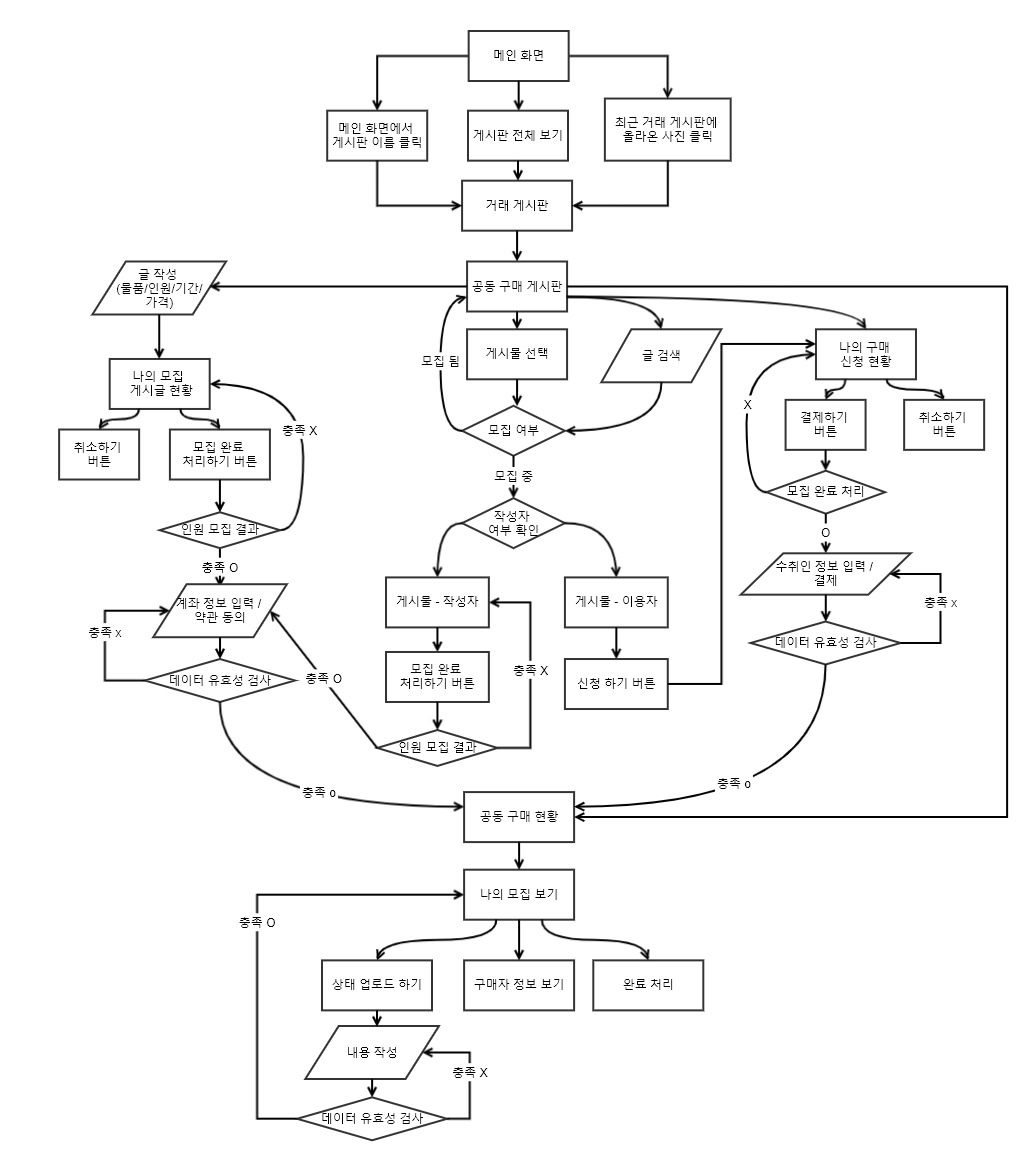 메인 화면
메인 화면에서
게시판 이름 클릭
게시판 전체 보기
최근 거래 게시판에
올라온 사진 클릭
거래 게시판
글 작성
(물품/인원/기간/
가격)
공동 구매 게시판
모집 됨
게시물 선택
글 검색
나의 구매
신청 현황
나의 모집
게시글 현황
충족 X
X
결제하기
버튼
취소하기
버튼
취소하기
버튼
모집 완료
처리하기 버튼
모집 여부
모집 중
모집 완료 처리
인원 모집 결과
작성자
여부 확인
O
충족 O
수취인 정보 입력 /
결제
계좌 정보 입력 /
약관 동의
게시물 - 작성자
게시물 - 이용자
충족 x
충족 x
데이터 유효성 검사
데이터 유효성 검사
충족 O
모집 완료
처리하기 버튼
충족 X
신청 하기 버튼
인원 모집 결과
충족 o
충족 o
공동 구매 현황
나의 모집 보기
충족 O
상태 업로드 하기
구매자 정보 보기
완료 처리
내용 작성
충족 X
데이터 유효성 검사